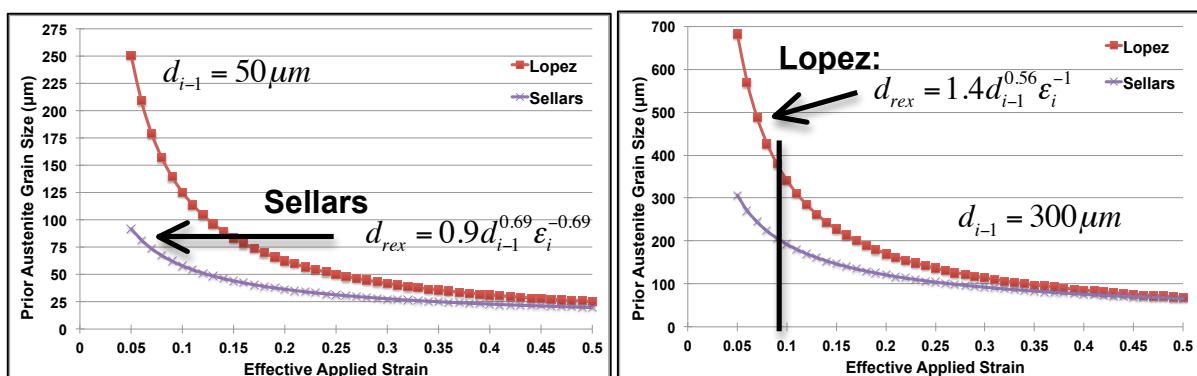 275
250
225
200
175
150
125
100
75
50
25
0
Prior Austenite Grain Size (µm)
d_{i−1} = 50 µm
Lopez
Sellars
Sellars
d_{rex} = 0.9d_{i−1}^{0.69} ε_i^{-0.69}
0 0.05 0.1 0.15 0.2 0.25 0.3 0.35 0.4 0.45 0.5
Effective Applied Strain
700
600
500
400
300
200
100
0
Prior Austenite Grain Size (µm)
Lopez:
d_{rex} = 1.4d_{i−1}^{0.56} ε_i^{-1}
Lopez
Sellars
d_{i−1} = 300 µm
0 0.05 0.1 0.15 0.2 0.25 0.3 0.35 0.4 0.45 0.5
Effective Applied Strain